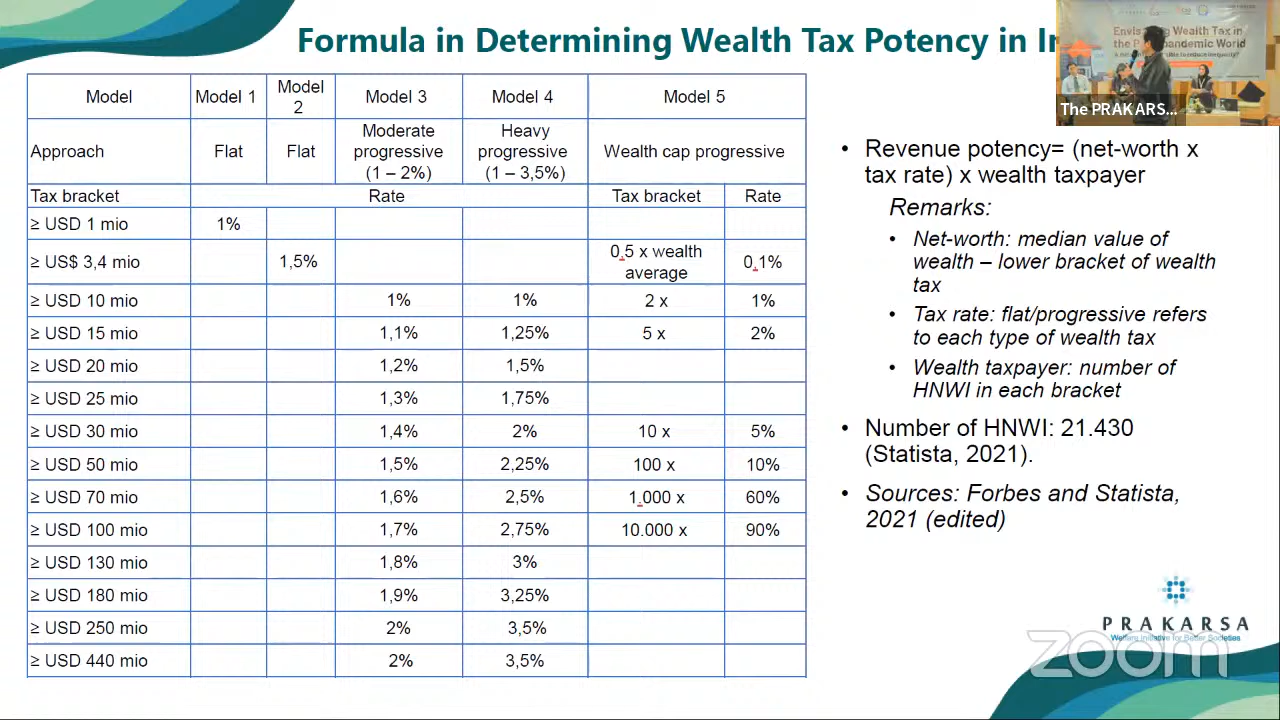 Formula in Determining Wealth Tax Potency in
Model Model 1 Model 2 Model 3 Model 4 Model 5
Approach Flat Flat Moderate progressive (1 – 2%) Heavy progressive (1 – 3,5%) Wealth cap progressive
Tax bracket Rate Tax bracket Rate
≥ USD 1 mio 1%
≥ US$ 3,4 mio 1,5% 0,5 x wealth average 0,1%
≥ USD 10 mio 1% 1% 2 x 1%
≥ USD 15 mio 1,1% 1,25% 5 x 2%
≥ USD 20 mio 1,2% 1,5%
≥ USD 25 mio 1,3% 1,75%
≥ USD 30 mio 1,4% 2% 10 x 5%
≥ USD 50 mio 1,5% 2,25% 100 x 10%
≥ USD 70 mio 1,6% 2,5% 1.000 x 60%
≥ USD 100 mio 1,7% 2,75% 10.000 x 90%
≥ USD 130 mio 1,8% 3%
≥ USD 180 mio 1,9% 3,25%
≥ USD 250 mio 2% 3,5%
≥ USD 440 mio 2% 3,5%
• Revenue potency= (net-worth x
tax rate) x wealth taxpayer
Remarks:
• Net-worth: median value of
wealth – lower bracket of wealth
tax
• Tax rate: flat/progressive refers
to each type of wealth tax
• Wealth taxpayer: number of
HNWI in each bracket
• Number of HNWI: 21.430
(Statista, 2021).
• Sources: Forbes and Statista,
2021 (edited)
Wealth Tax in
The PRAKARS...
PRAKARSA
Welfare Initiative for Better Societies
zoom